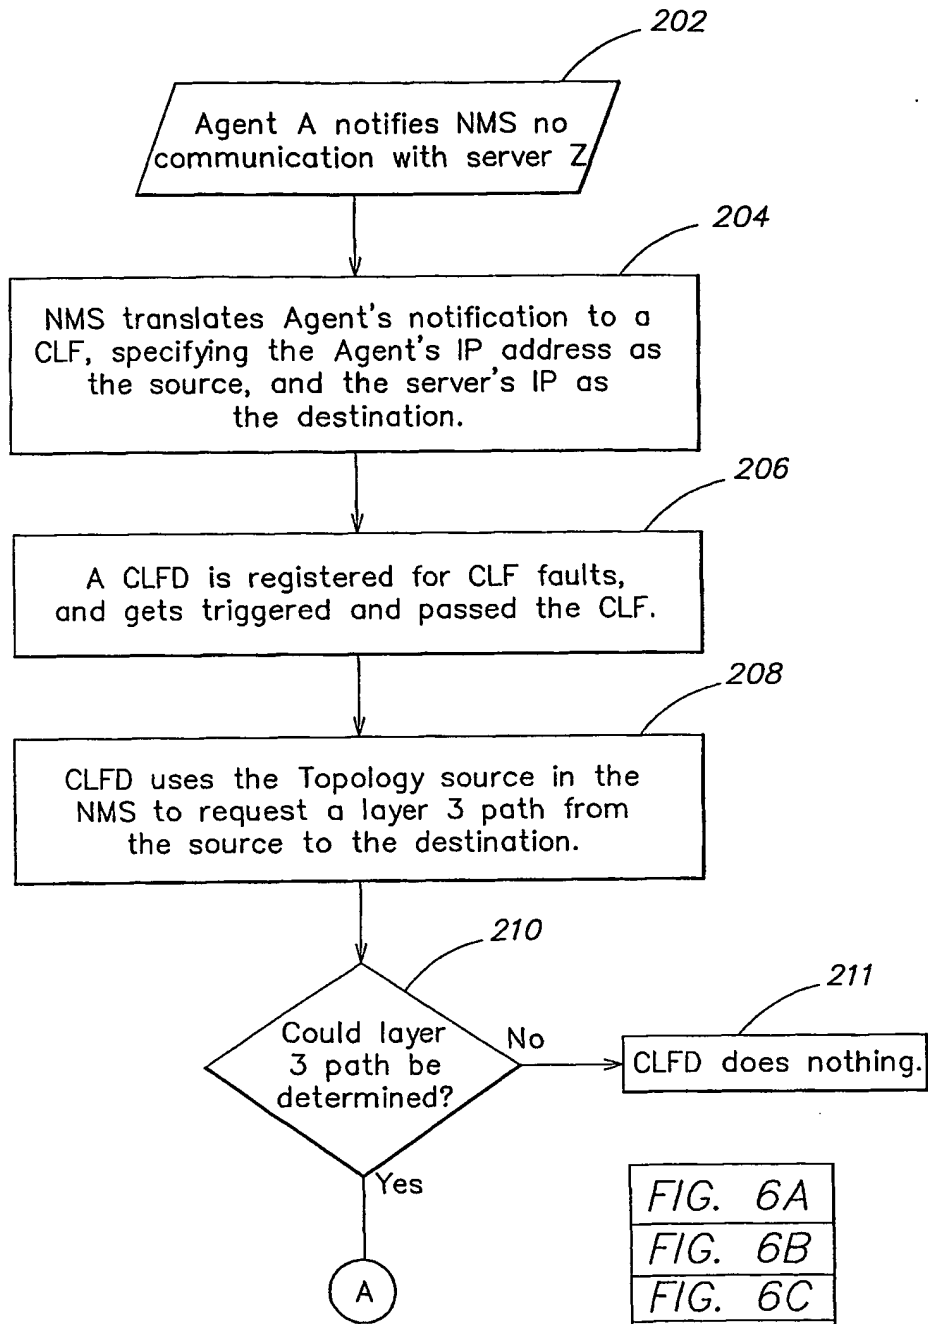 202
Agent A notifies NMS no
communication with server Z
204
NMS translates Agent's notification to a
CLF, specifying the Agent's IP address as
the source, and the server's IP as
the destination.
206
A CLFD is registered for CLF faults,
and gets triggered and passed the CLF.
208
CLFD uses the Topology source in the
NMS to request a layer 3 path from
the source to the destination.
210
Could layer
3 path be
determined?
No
211
CLFD does nothing.
Yes
A
FIG. 6A
FIG. 6B
FIG. 6C